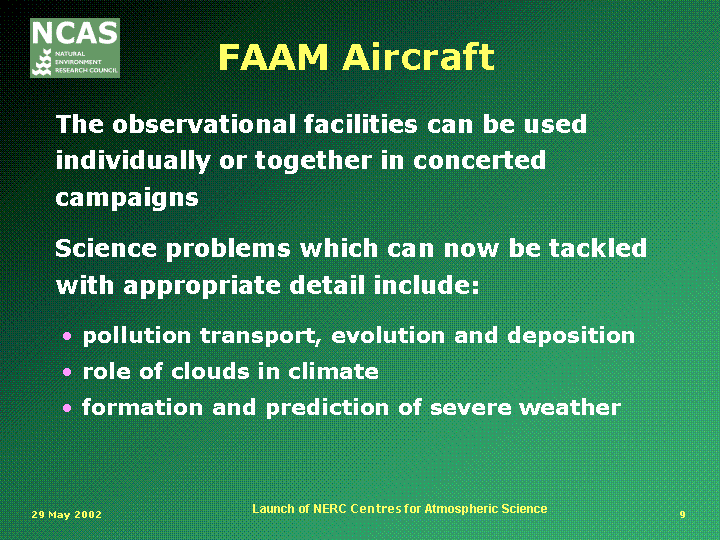 NCAS
NATURAL
ENVIRONMENT
RESEARCH COUNCIL
FAAM Aircraft
The observational facilities can be used
individually or together in concerted
campaigns
Science problems which can now be tackled
with appropriate detail include:
• pollution transport, evolution and deposition
• role of clouds in climate
• formation and prediction of severe weather
29 May 2002
Launch of NERC Centres for Atmospheric Science
9